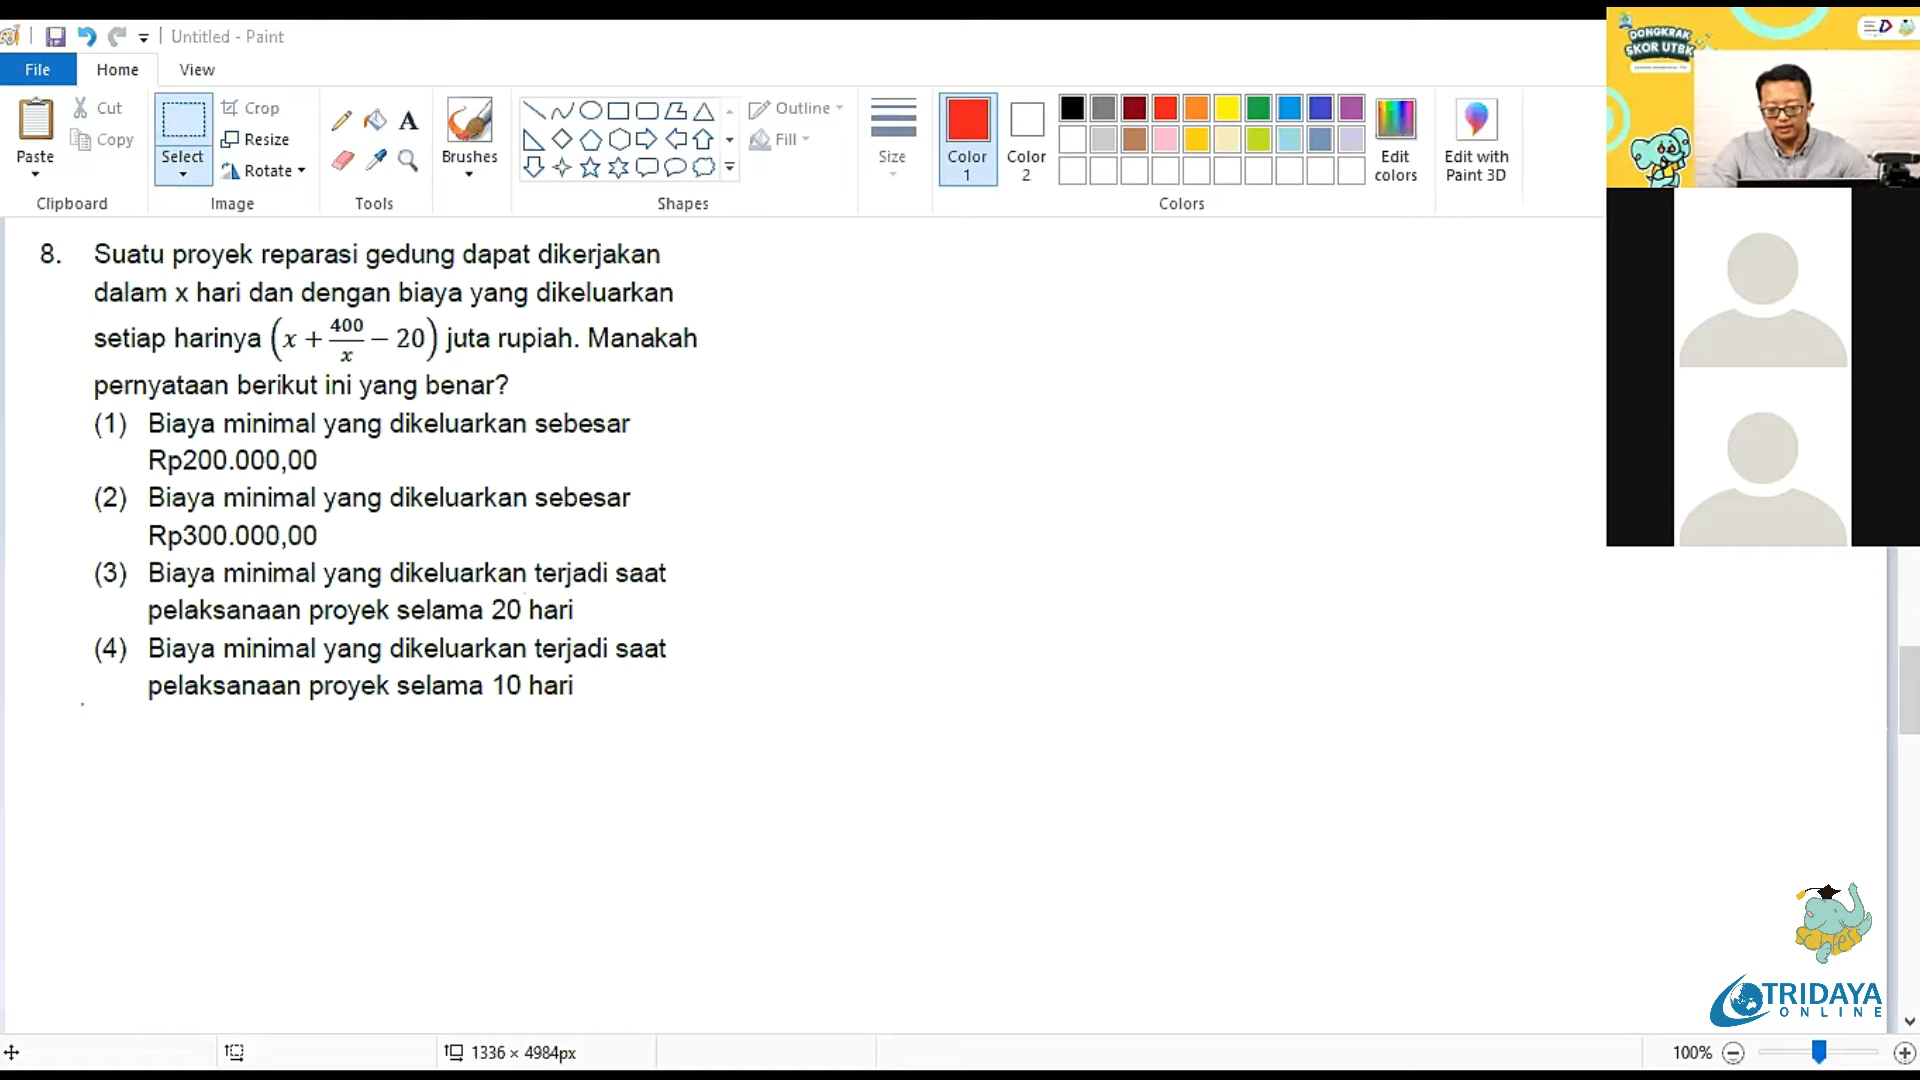 Untitled - Paint
File
Home
View
Paste
Cut
Copy
Clipboard
Select
Crop
Resize
Rotate
Image
A
Tools
Brushes
Shapes
Outline
Fill
Size
Color 1
Color 2
Colors
Edit colors
Edit with Paint 3D
DONGKRAK
SKOR UTBK
8. Suatu proyek reparasi gedung dapat dikerjakan
dalam x hari dan dengan biaya yang dikeluarkan
setiap harinya (x + 400/x − 20) juta rupiah. Manakah
pernyataan berikut ini yang benar?
(1) Biaya minimal yang dikeluarkan sebesar
Rp200.000,00
(2) Biaya minimal yang dikeluarkan sebesar
Rp300.000,00
(3) Biaya minimal yang dikeluarkan terjadi saat
pelaksanaan proyek selama 20 hari
(4) Biaya minimal yang dikeluarkan terjadi saat
pelaksanaan proyek selama 10 hari
TRIDAYA
ONLINE
1336 × 4984px
100%